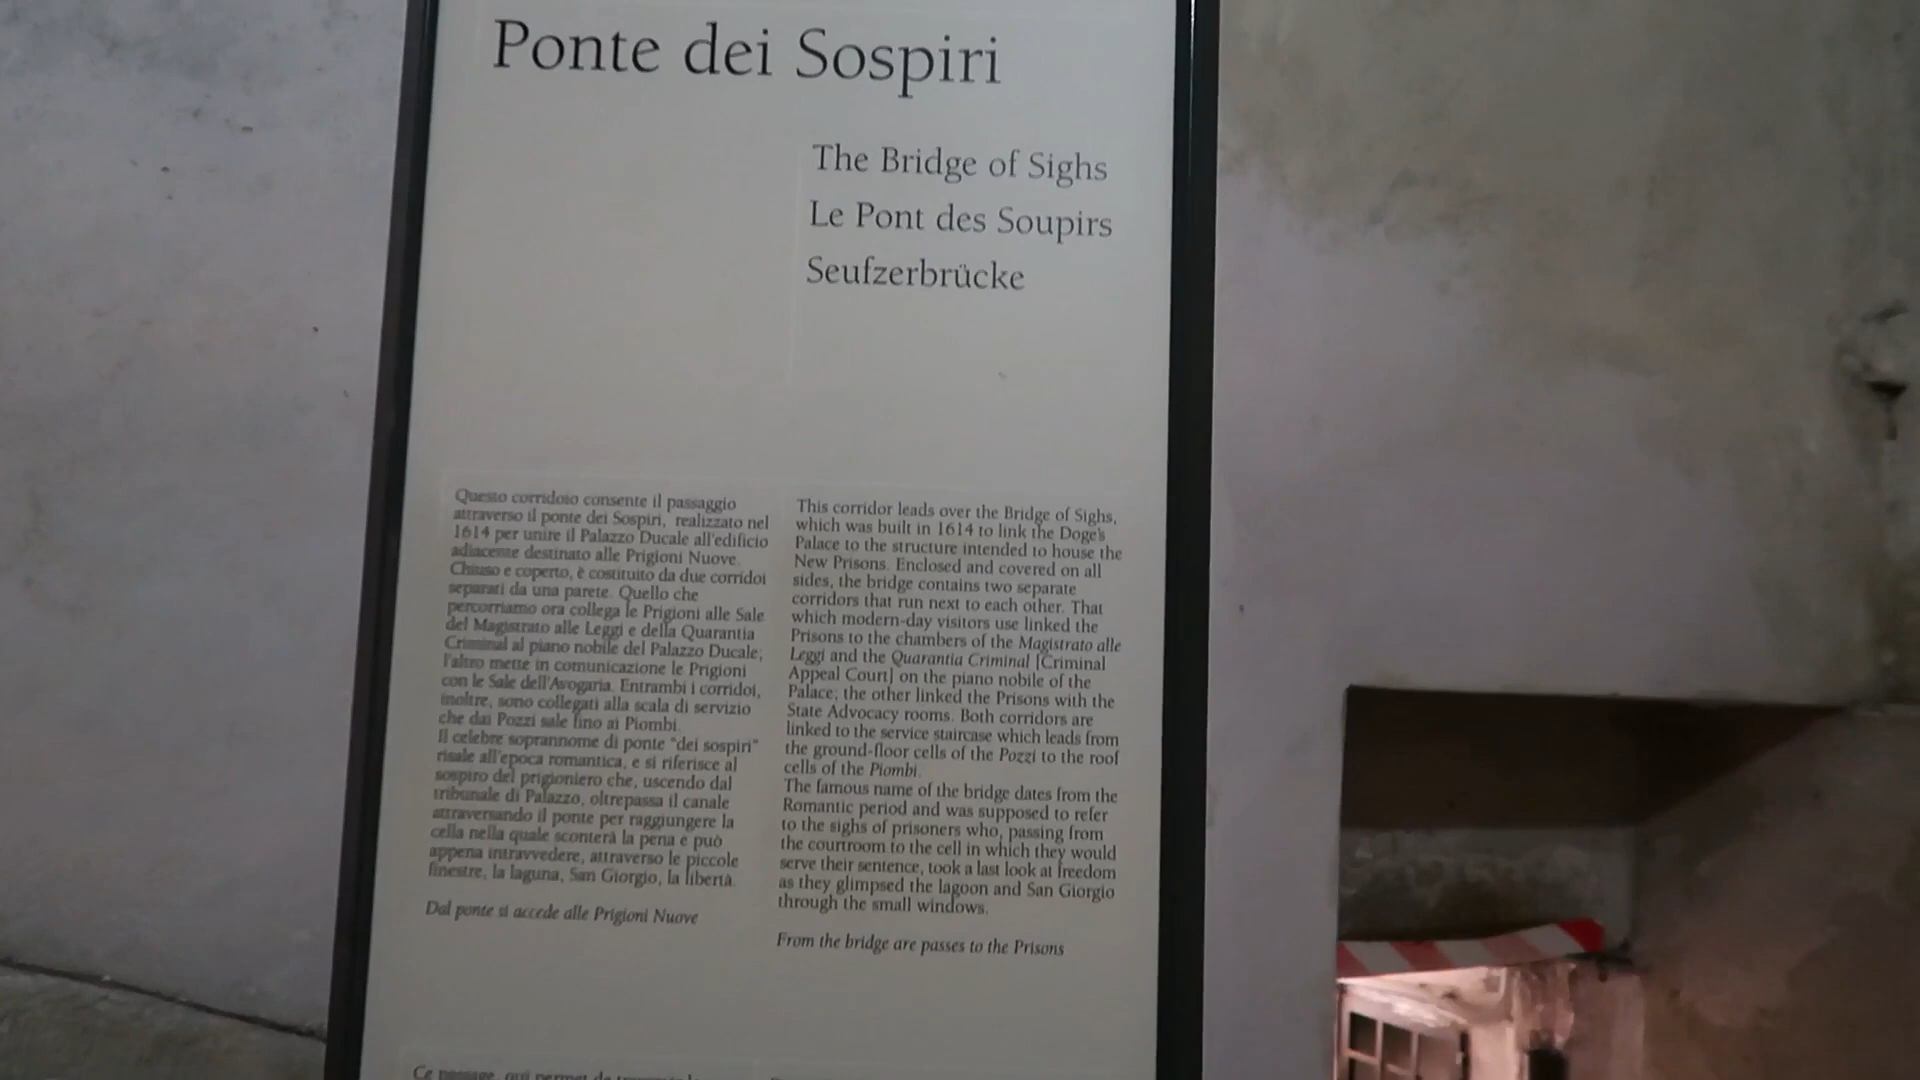 Ponte dei Sospiri
The Bridge of Sighs
Le Pont des Soupirs
Seufzerbrücke
Questo corridoio consente il passaggio
attraverso il ponte dei Sospiri, realizzato nel
1614 per unire il Palazzo Ducale all'edificio
adiacente destinato alle Prigioni Nuove.
Chiuso e coperto, è costituito da due corridoi
separati da una parete. Quello che
percorriamo ora collega le Prigioni alle Sale
del Magistrato alle Leggi e della Quarantia
Criminal al piano nobile del Palazzo Ducale;
l'altro mette in comunicazione le Prigioni
con le Sale dell'Avogaria. Entrambi i corridoi,
inoltre, sono collegati alla scala di servizio
che dai Pozzi sale fino ai Piombi.
Il celebre soprannome di ponte "dei sospiri"
risale all'epoca romantica, e si riferisce al
sospiro del prigioniero che, uscendo dal
tribunale di Palazzo, oltrepassa il canale
attraversando il ponte per raggiungere la
cella nella quale sconterà la pena e può
appena intravvedere, attraverso le piccole
finestre, la laguna, San Giorgio, la libertà.
Dal ponte si accede alle Prigioni Nuove
This corridor leads over the Bridge of Sighs,
which was built in 1614 to link the Doge's
Palace to the structure intended to house the
New Prisons. Enclosed and covered on all
sides, the bridge contains two separate
corridors that run next to each other. That
which modern-day visitors use linked the
Prisons to the chambers of the Magistrato alle
Leggi and the Quarantia Criminal [Criminal
Appeal Court] on the piano nobile of the
Palace; the other linked the Prisons with the
State Advocacy rooms. Both corridors are
linked to the service staircase which leads from
the ground-floor cells of the Pozzi to the roof
cells of the Piombi.
The famous name of the bridge dates from the
Romantic period and was supposed to refer
to the sighs of prisoners who, passing from
the courtroom to the cell in which they would
serve their sentence, took a last look at freedom
as they glimpsed the lagoon and San Giorgio
through the small windows.
From the bridge are passes to the Prisons
Ce passage, qui permet de